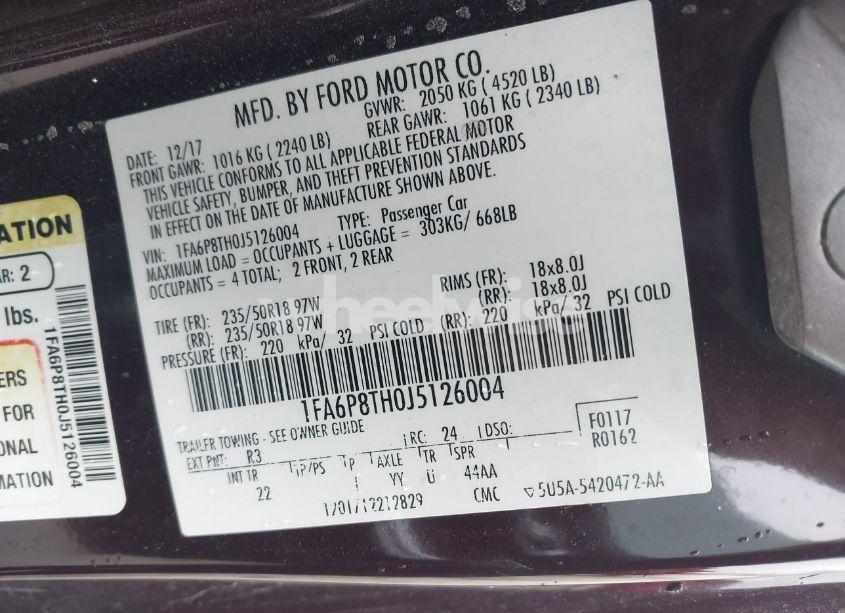 MFD. BY FORD MOTOR CO.
DATE: 12/17 GVWR: 2050 KG ( 4520 LB)
FRONT GAWR: 1016 KG ( 2240 LB) REAR GAWR: 1061 KG ( 2340 LB)
THIS VEHICLE CONFORMS TO ALL APPLICABLE FEDERAL MOTOR
VEHICLE SAFETY, BUMPER, AND THEFT PREVENTION STANDARDS
IN EFFECT ON THE DATE OF MANUFACTURE SHOWN ABOVE.
VIN: 1FA6P8TH0J5126004 TYPE: Passenger Car
MAXIMUM LOAD = OCCUPANTS + LUGGAGE = 303KG/ 668LB
OCCUPANTS = 4 TOTAL; 2 FRONT, 2 REAR
TIRE (FR): 235/50R18 97W RIMS (FR): 18x8.0J
(RR): 235/50R18 97W (RR): 18x8.0J
PRESSURE (FR): 220 kPa/ 32 PSI COLD (RR): 220 kPa/ 32 PSI COLD
1FA6P8TH0J5126004
TRAILER TOWING - SEE OWNER GUIDE
EXT PNT: R3 RC: 24 DSO: F0117
R0162
INT TR TP/PS P AXLE TR SPR
22 I YY U 44AA
CMC 5U5A-5420472-AA
ATION
AR: 2
lbs.
ERS
FOR
ONAL
MATION
1FA6P8TH0J5126004
wheelwise